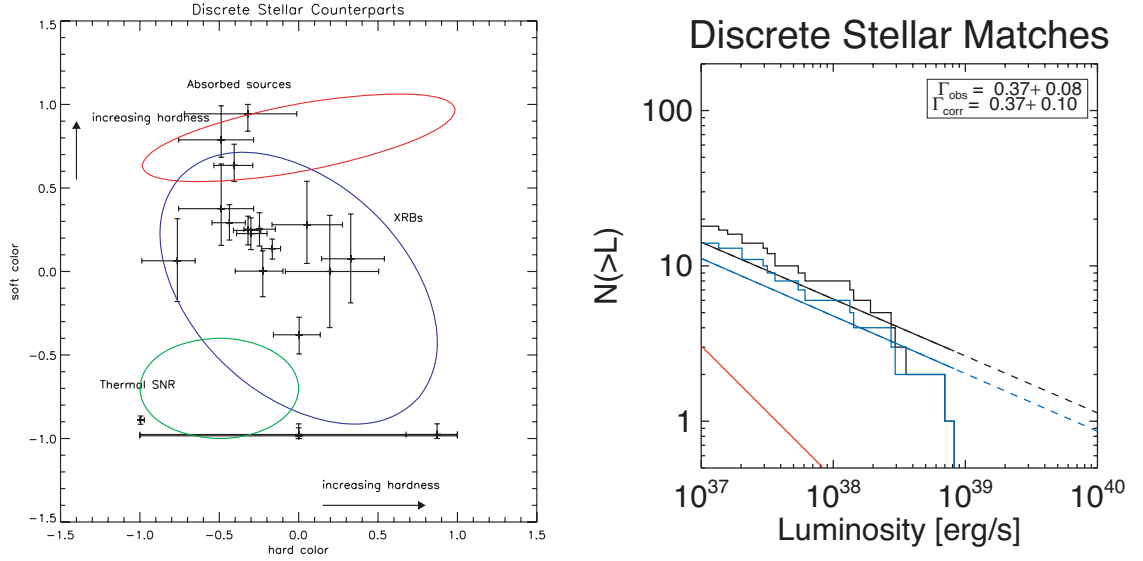 Discrete Stellar Counterparts
1.5
1.0
0.5
0.0
−0.5
−1.0
−1.5
soft color
Absorbed sources
increasing hardness
XRBs
Thermal SNR
increasing hardness
−1.5
−1.0
−0.5
0.0
0.5
1.0
1.5
hard color
Discrete Stellar Matches
Γobs = 0.37+ 0.08
Γcorr = 0.37+ 0.10
100
10
1
N(>L)
10^37
10^38
10^39
10^40
Luminosity [erg/s]